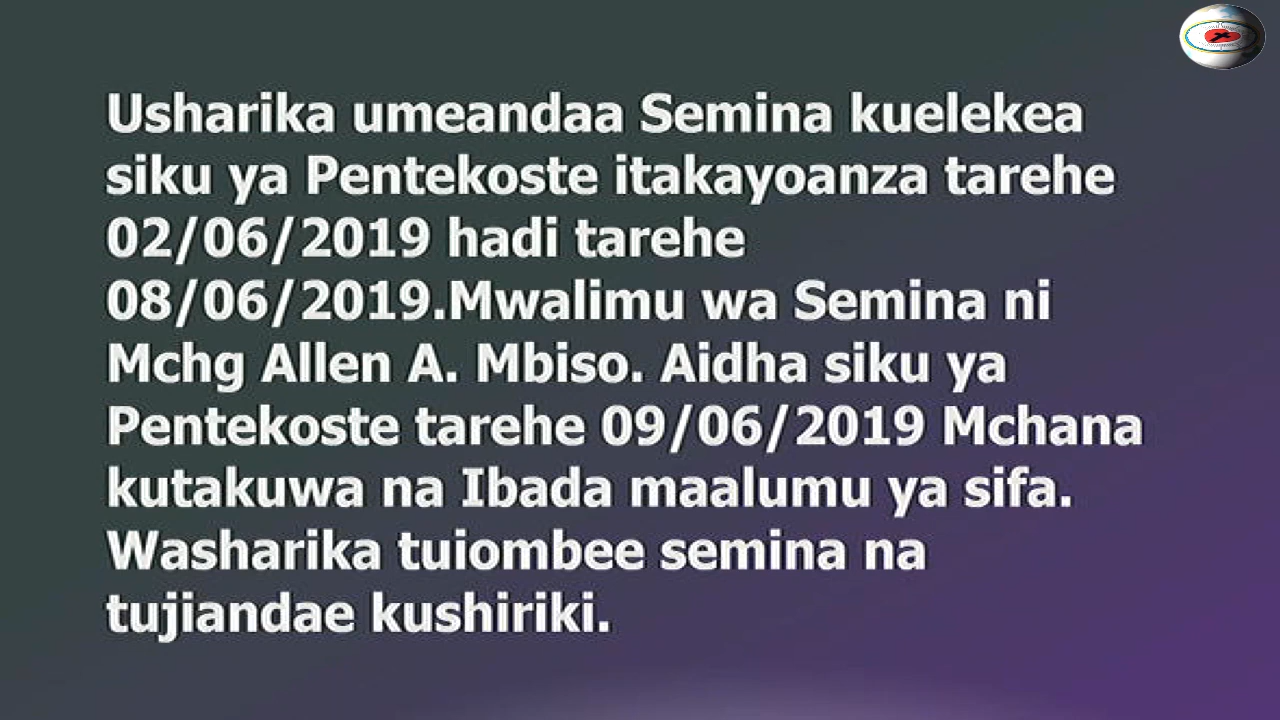 Usharika umeandaa Semina kuelekea
siku ya Pentekoste itakayoanza tarehe
02/06/2019 hadi tarehe
08/06/2019.Mwalimu wa Semina ni
Mchg Allen A. Mbiso. Aidha siku ya
Pentekoste tarehe 09/06/2019 Mchana
kutakuwa na Ibada maalumu ya sifa.
Washarika tuiombee semina na
tujiandae kushiriki.